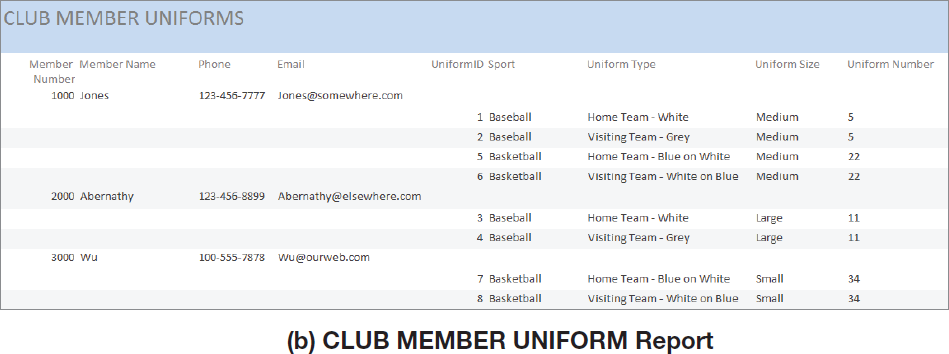 CLUB MEMBER UNIFORMS
Member Member Name Phone Email UniformID Sport Uniform Type Uniform Size Uniform Number
Number
1000 Jones 123-456-7777 Jones@somewhere.com
1 Baseball Home Team - White Medium 5
2 Baseball Visiting Team - Grey Medium 5
5 Basketball Home Team - Blue on White Medium 22
6 Basketball Visiting Team - White on Blue Medium 22
2000 Abernathy 123-456-8899 Abernathy@elsewhere.com
3 Baseball Home Team - White Large 11
4 Baseball Visiting Team - Grey Large 11
3000 Wu 100-555-7878 Wu@ourweb.com
7 Basketball Home Team - Blue on White Small 34
8 Basketball Visiting Team - White on Blue Small 34
(b) CLUB MEMBER UNIFORM Report